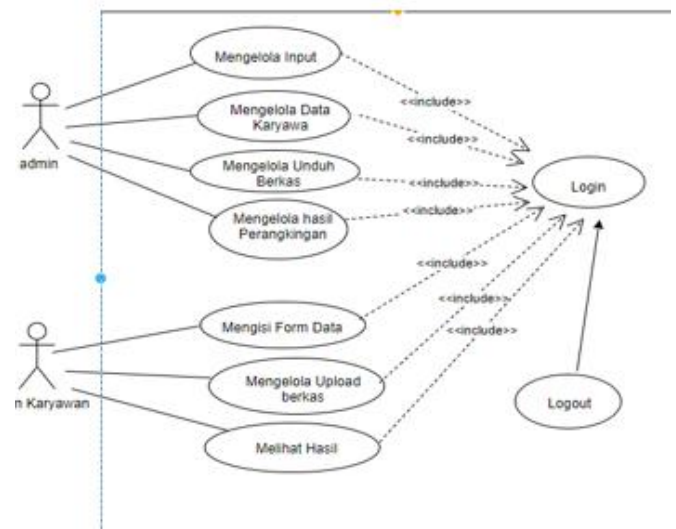 Mengelola Input
<<include>>
Mengelola Data
Karyawa
<<include>>
admin
Mengelola Unduh
Berkas
<<include>>
Login
Mengelola hasil
Perangkingan
<<include>>
<<include>>
<<include>>
Mengisi Form Data
<<include>>
Mengelola Upload
berkas
n Karyawan
Logout
Melihat Hasil